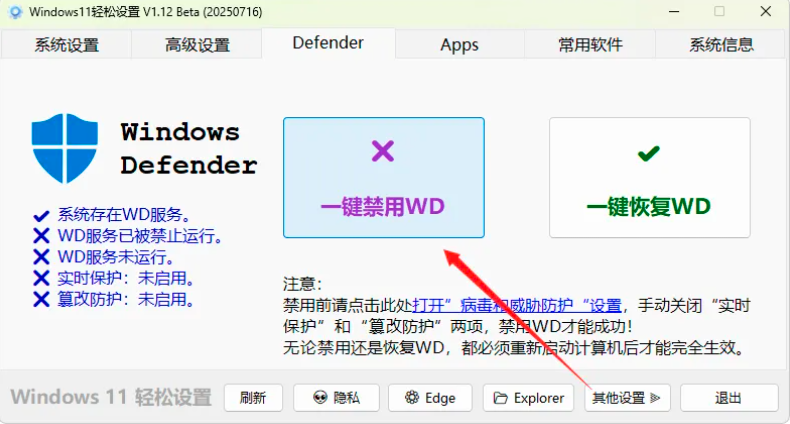 Windows11轻松设置 V1.12 Beta (20250716)
系统设置
高级设置
Defender
Apps
常用软件
系统信息
Windows
Defender
系统存在WD服务。
WD服务已被禁止运行。
WD服务未运行。
实时保护：未启用。
篡改防护：未启用。
一键禁用WD
一键恢复WD
注意：
禁用前请点击此处打开”病毒和威胁防护“设置，手动关闭“实时
保护”和“篡改防护”两项，禁用WD才能成功！
无论禁用还是恢复WD，都必须重新启动计算机后才能完全生效。
Windows 11 轻松设置
刷新
隐私
Edge
Explorer
其他设置
退出